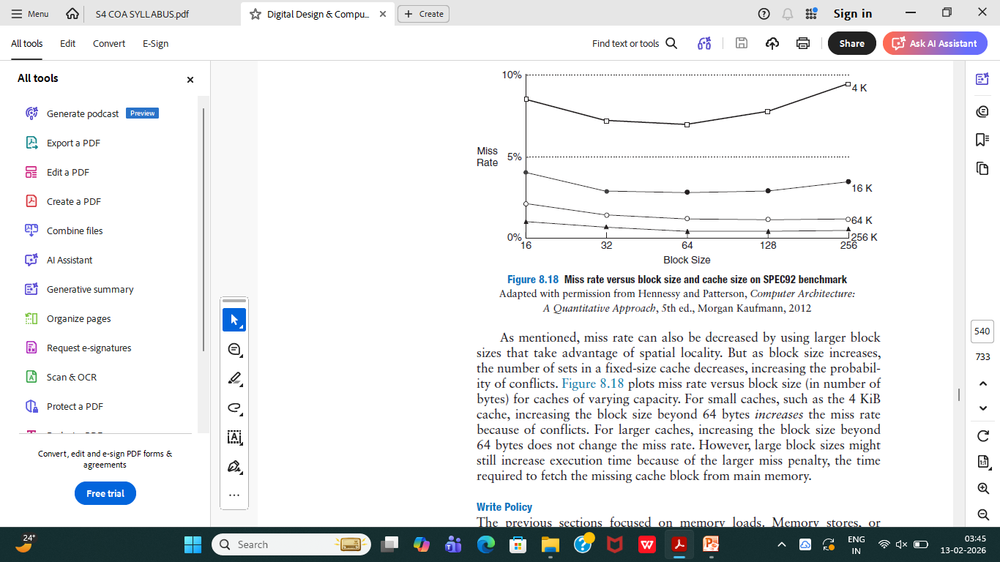 Menu
S4 COA SYLLABUS.pdf
Digital Design & Compu...
Create
Sign in
All tools
Edit
Convert
E-Sign
Find text or tools
Share
Ask AI Assistant
All tools
Generate podcast
Preview
Export a PDF
Edit a PDF
Create a PDF
Combine files
AI Assistant
Generative summary
Organize pages
Request e-signatures
Scan & OCR
Protect a PDF
Convert, edit and e-sign PDF forms &
agreements
Free trial
10%
4 K
Miss
Rate
5%
16 K
64 K
0%
256 K
16
32
64
128
256
Block Size
Figure 8.18 Miss rate versus block size and cache size on SPEC92 benchmark
Adapted with permission from Hennessy and Patterson, Computer Architecture:
A Quantitative Approach, 5th ed., Morgan Kaufmann, 2012
As mentioned, miss rate can also be decreased by using larger block
sizes that take advantage of spatial locality. But as block size increases,
the number of sets in a fixed-size cache decreases, increasing the probabil-
ity of conflicts. Figure 8.18 plots miss rate versus block size (in number of
bytes) for caches of varying capacity. For small caches, such as the 4 KiB
cache, increasing the block size beyond 64 bytes increases the miss rate
because of conflicts. For larger caches, increasing the block size beyond
64 bytes does not change the miss rate. However, large block sizes might
still increase execution time because of the larger miss penalty, the time
required to fetch the missing cache block from main memory.
Write Policy
The previous sections focused on memory loads. Memory stores, or
540
733
24°
Search
ENG
IN
03:45
13-02-2026